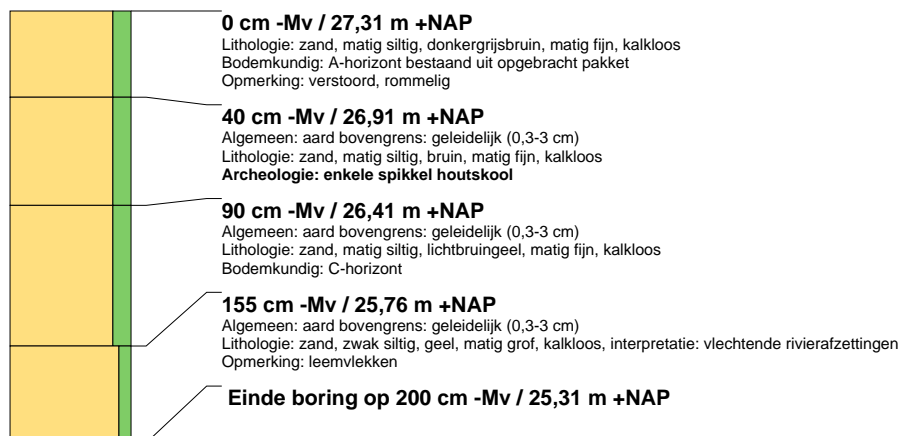 0 cm -Mv / 27,31 m +NAP
Lithologie: zand, matig siltig, donkergrijsbruin, matig fijn, kalkloos
Bodemkundig: A-horizont bestaand uit opgebracht pakket
Opmerking: verstoord, rommelig
40 cm -Mv / 26,91 m +NAP
Algemeen: aard bovengrens: geleidelijk (0,3-3 cm)
Lithologie: zand, matig siltig, bruin, matig fijn, kalkloos
Archeologie: enkele spikkel houtskool
90 cm -Mv / 26,41 m +NAP
Algemeen: aard bovengrens: geleidelijk (0,3-3 cm)
Lithologie: zand, matig siltig, lichtbruingeel, matig fijn, kalkloos
Bodemkundig: C-horizont
155 cm -Mv / 25,76 m +NAP
Algemeen: aard bovengrens: geleidelijk (0,3-3 cm)
Lithologie: zand, zwak siltig, geel, matig grof, kalkloos, interpretatie: vlechtende rivierafzettingen
Opmerking: leemvlekken
Einde boring op 200 cm -Mv / 25,31 m +NAP